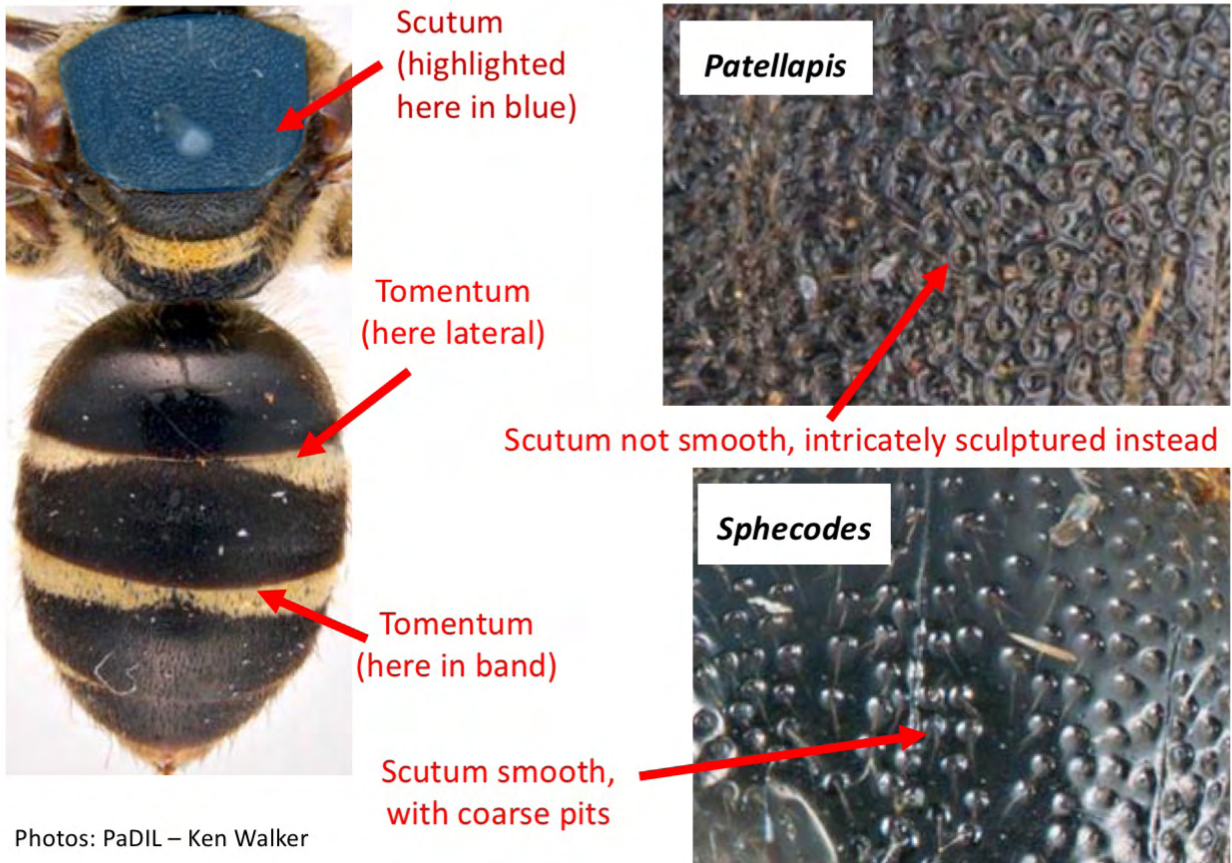 Scutum
(highlighted
here in blue)
Patellapis
Tomentum
(here lateral)
Scutum not smooth, intricately sculptured instead
Sphecodes
Tomentum
(here in band)
Scutum smooth,
with coarse pits
Photos: PaDIL – Ken Walker